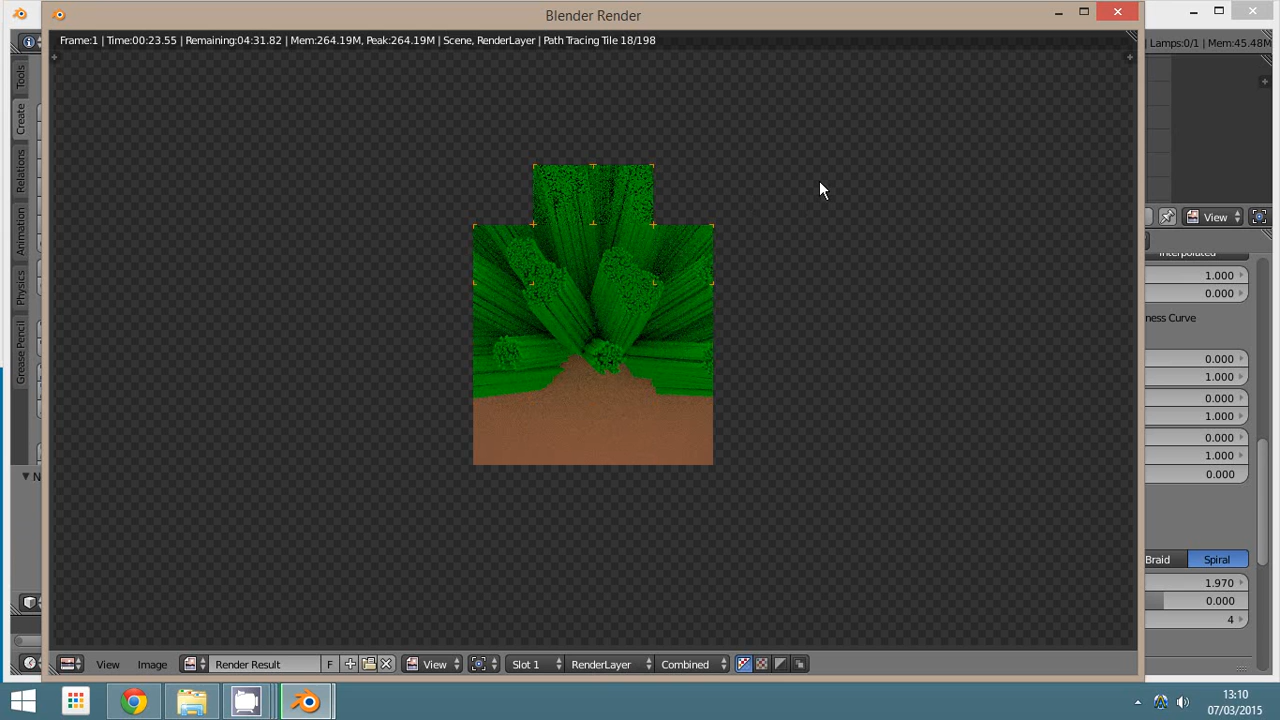 Blender Render
Frame:1 | Time:00:23.55 | Remaining:04:31.82 | Mem:264.19M, Peak:264.19M | Scene, RenderLayer | Path Tracing Tile 18/198
| Lamps:0/1 | Mem:45.48M
Tools
Create
Relations
Animation
Physics
Grease Pencil
View
Interpolated
1.000
0.000
ness Curve
0.000
1.000
0.000
1.000
0.000
1.000
0.000
Braid
Spiral
1.970
0.000
4
View
Image
Render Result
F
View
Slot 1
RenderLayer
Combined
13:10
07/03/2015